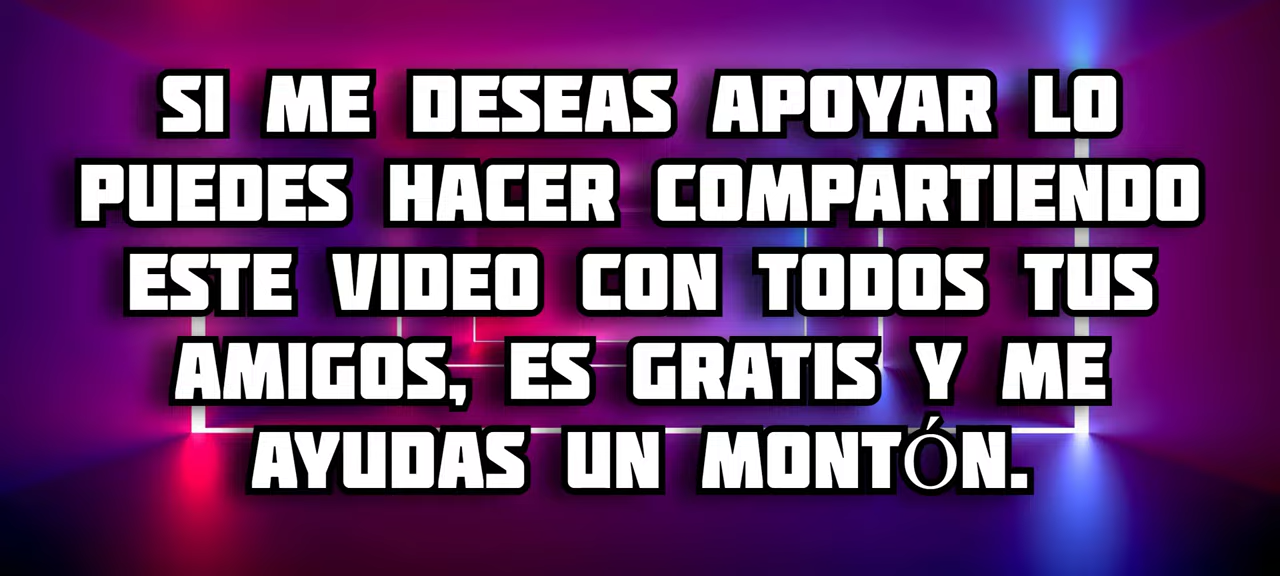 SI ME DESEAS APOYAR LO
PUEDES HACER COMPARTIENDO
ESTE VIDEO CON TODOS TUS
AMIGOS, ES GRATIS Y ME
AYUDAS UN MONTÓN.